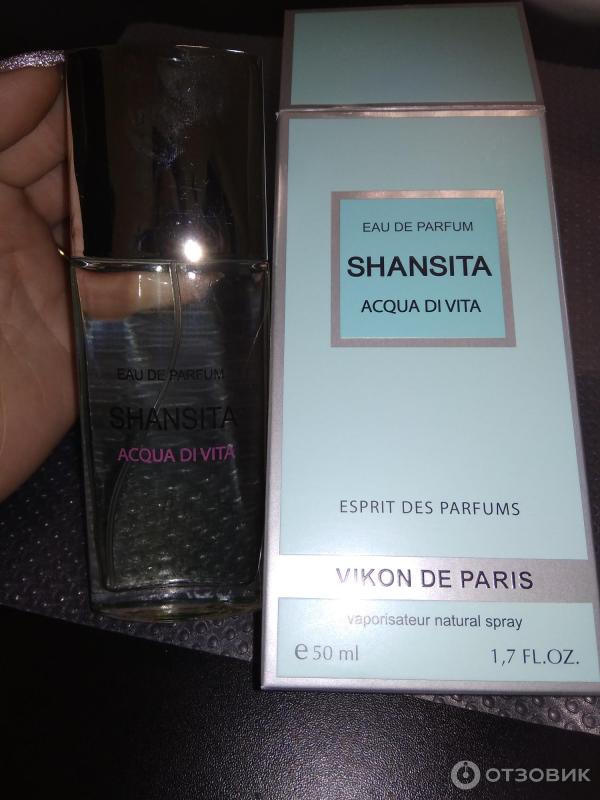 EAU DE PARFUM
SHANSITA
ACQUA DI VITA
EAU DE PARFUM
SHANSITA
ACQUA DI VITA
ESPRIT DES PARFUMS
VIKON DE PARIS
vaporisateur natural spray
e 50 ml 1,7 FL.OZ.
ОТЗОВИК